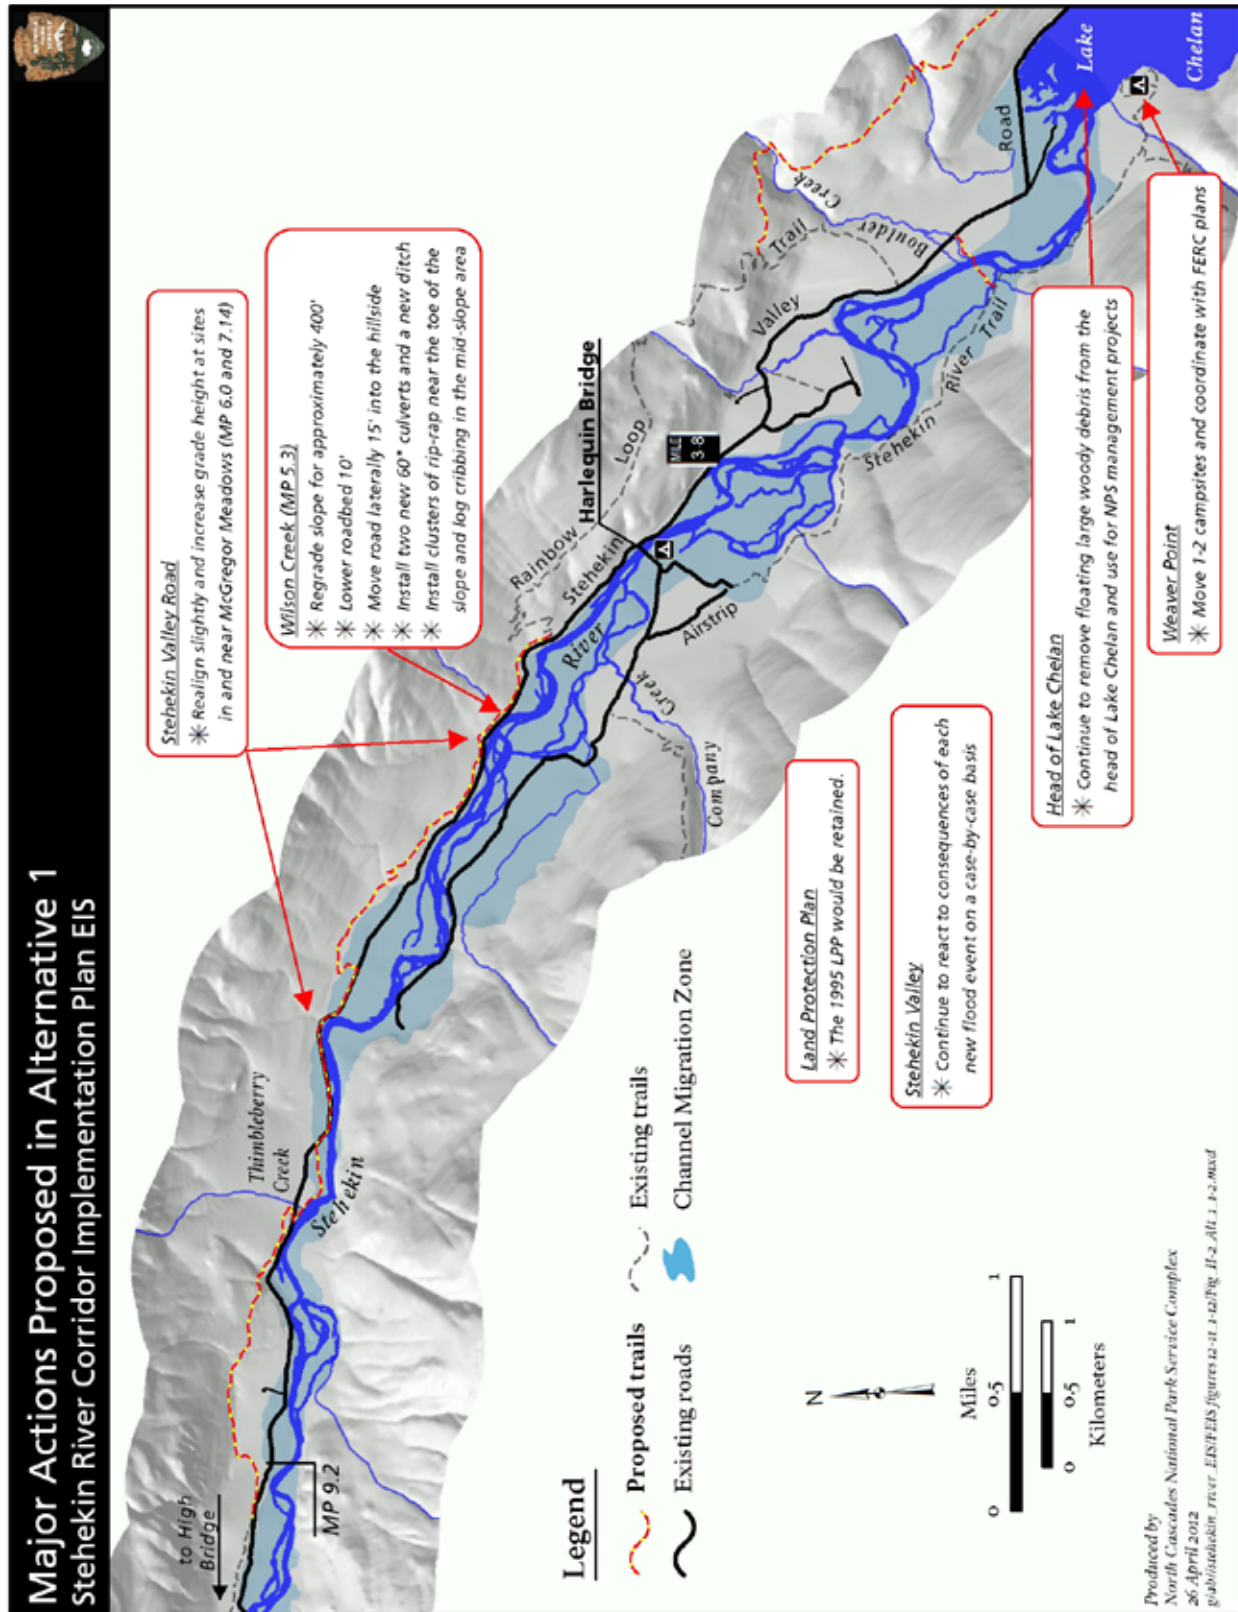 Major Actions Proposed in Alternative 1
Stehekin River Corridor Implementation Plan EIS
Stehekin Valley Road
✳ Realign slightly and increase grade height at sites
in and near McGregor Meadows (MP 6.0 and 7.14)
Wilson Creek (MP 5.3)
✳ Regrade slope for approximately 400'
✳ Lower roadbed 10'
✳ Move road laterally 15' into the hillside
✳ Install two new 60" culverts and a new ditch
✳ Install clusters of rip-rap near the toe of the
slope and log cribbing in the mid-slope area
to High
Bridge
MP 9.2
Thimbleberry
Creek
Stehekin
Rainbow
Loop
Trail
Harlequin Bridge
Stehekin
Valley
Road
River
Boulder
Creek
MILE
3-8
Airstrip
Company
Creek
Stehekin
River
Trail
Lake
Chelan
Land Protection Plan
✳ The 1995 LPP would be retained.
Stehekin Valley
✳ Continue to react to consequences of each
new flood event on a case-by-case basis
Head of Lake Chelan
✳ Continue to remove floating large woody debris from the
head of Lake Chelan and use for NPS management projects
Weaver Point
✳ Move 1-2 campsites and coordinate with FERC plans
Legend
Proposed trails
Existing trails
Existing roads
Channel Migration Zone
N
Miles
0 0.5 1
0 0.5 1
Kilometers
Produced by
North Cascades National Park Service Complex
26 April 2012